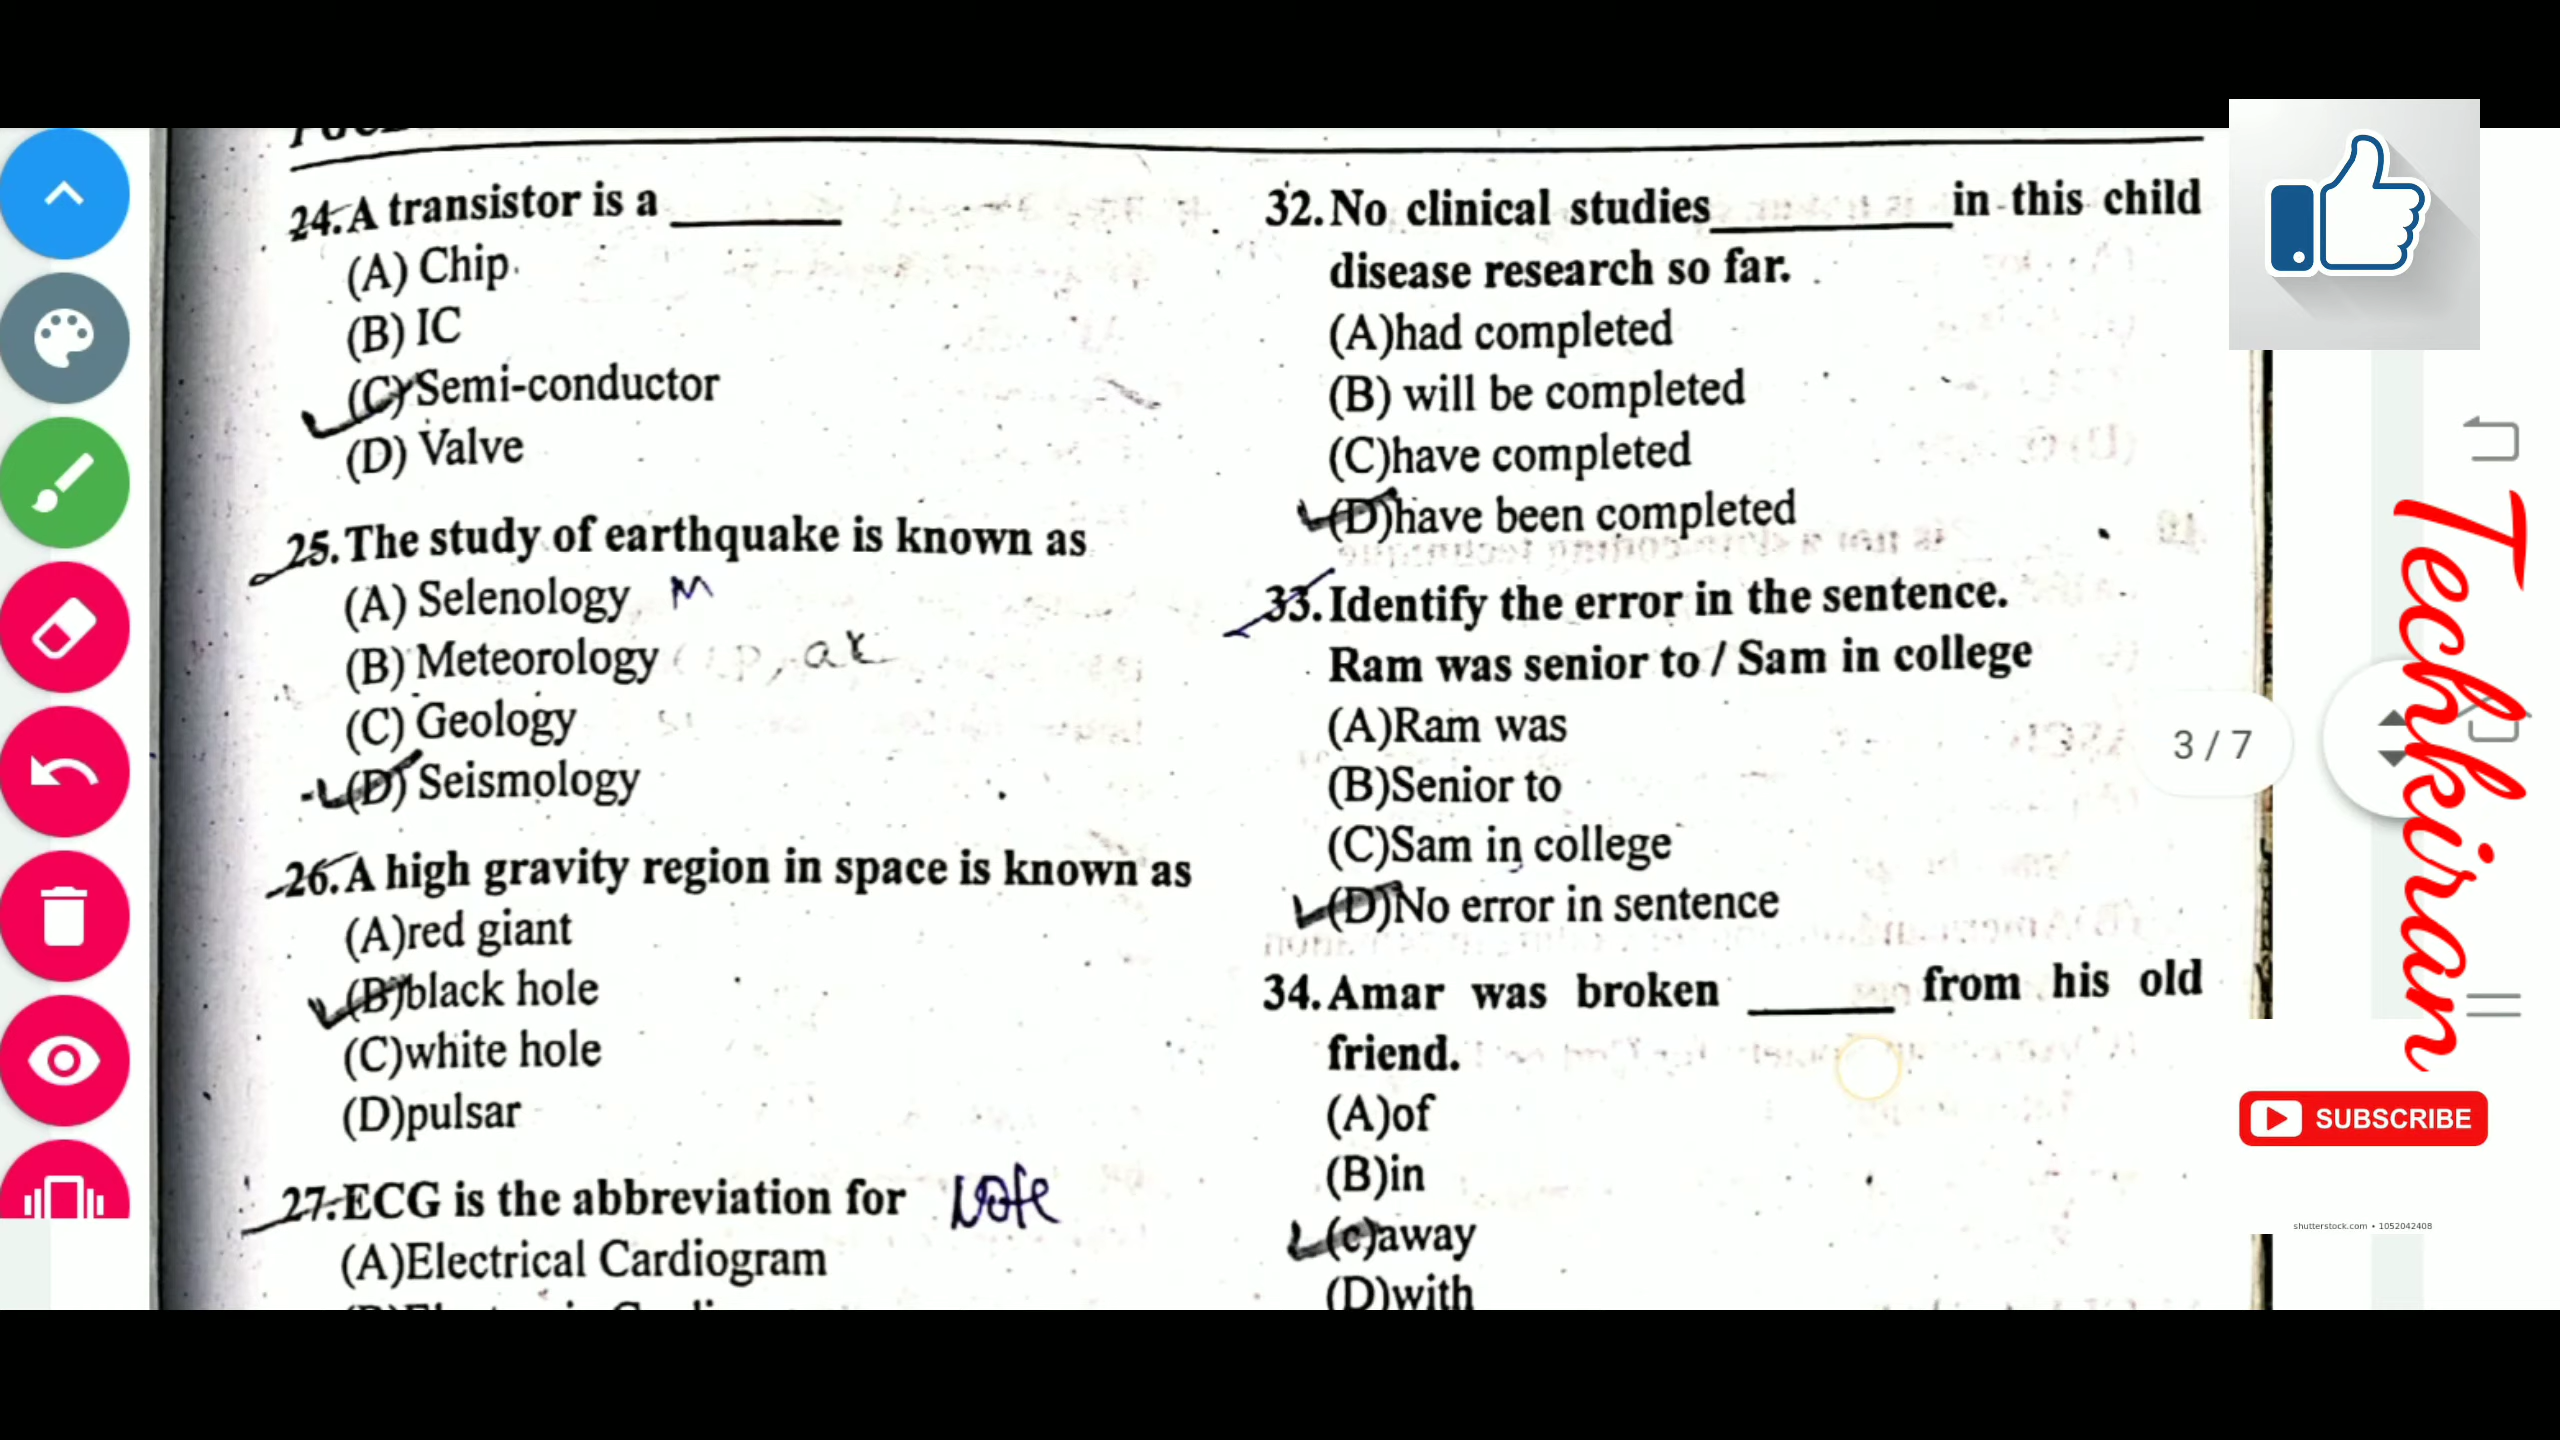 24. A transistor is a ______
(A) Chip
(B) IC
(C) Semi-conductor
(D) Valve
25. The study of earthquake is known as
(A) Selenology M
(B) Meteorology
(C) Geology
(D) Seismology
26. A high gravity region in space is known as
(A)red giant
(B)black hole
(C)white hole
(D)pulsar
27. ECG is the abbreviation for Note
(A)Electrical Cardiogram
32. No clinical studies ______ in this child
disease research so far.
(A)had completed
(B) will be completed
(C)have completed
(D)have been completed
33. Identify the error in the sentence.
Ram was senior to / Sam in college
(A)Ram was
(B)Senior to
(C)Sam in college
(D)No error in sentence
34. Amar was broken ______ from his old
friend.
(A)of
(B)in
(c)away
(D)with
3 / 7
Techkiran
SUBSCRIBE
shutterstock.com • 1052042408